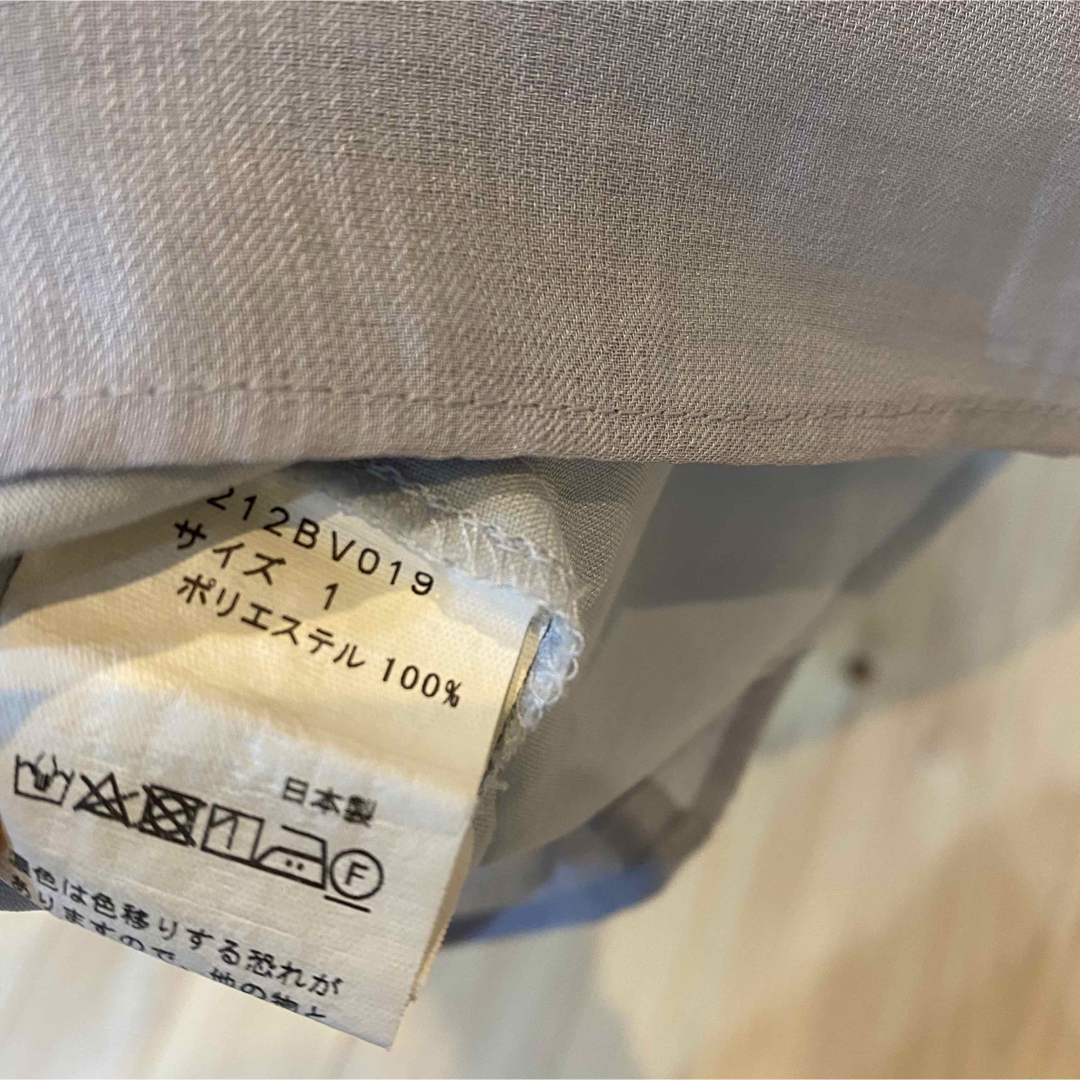 212BV019
サイズ 1
ポリエステル 100%
日本製
F
濃色は色移りする恐れが
ありますので、他の物と